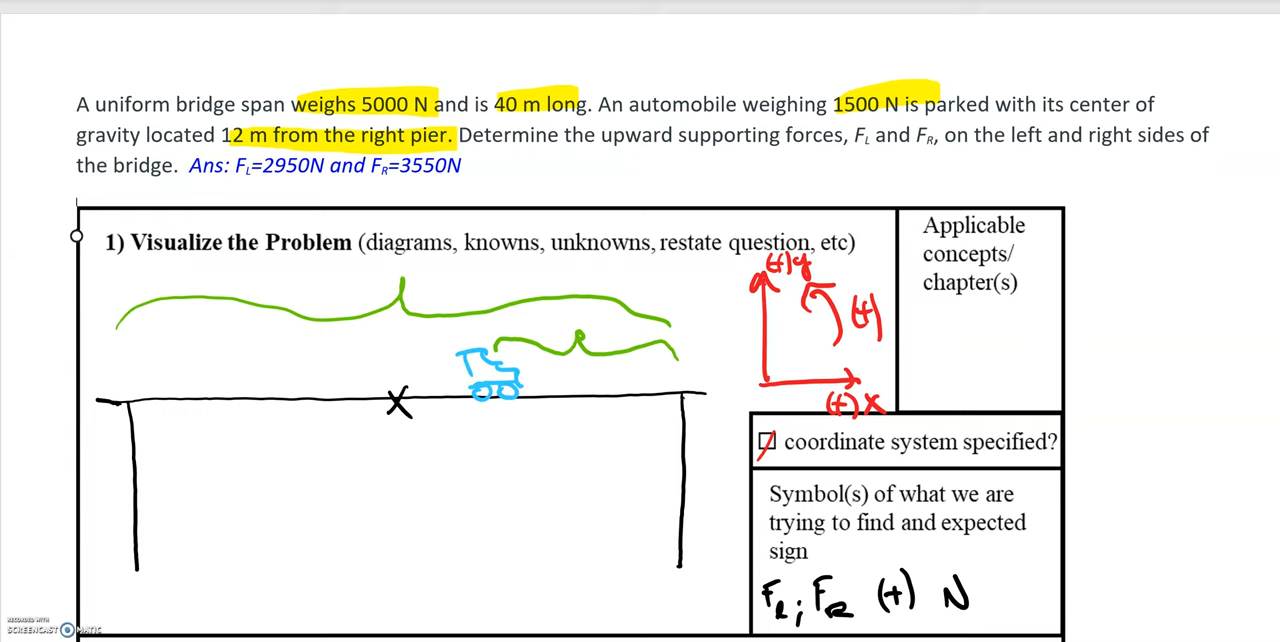 A uniform bridge span weighs 5000 N and is 40 m long. An automobile weighing 1500 N is parked with its center of
gravity located 12 m from the right pier. Determine the upward supporting forces, FL and FR, on the left and right sides of
the bridge. Ans: FL=2950N and FR=3550N
1) Visualize the Problem (diagrams, knowns, unknowns, restate question, etc)
Applicable
concepts/
chapter(s)
(+)y
(+)
(+)x
X
coordinate system specified?
Symbol(s) of what we are
trying to find and expected
sign
FL; FR (+) N
RECORDED WITH
SCREENCAST MATIC